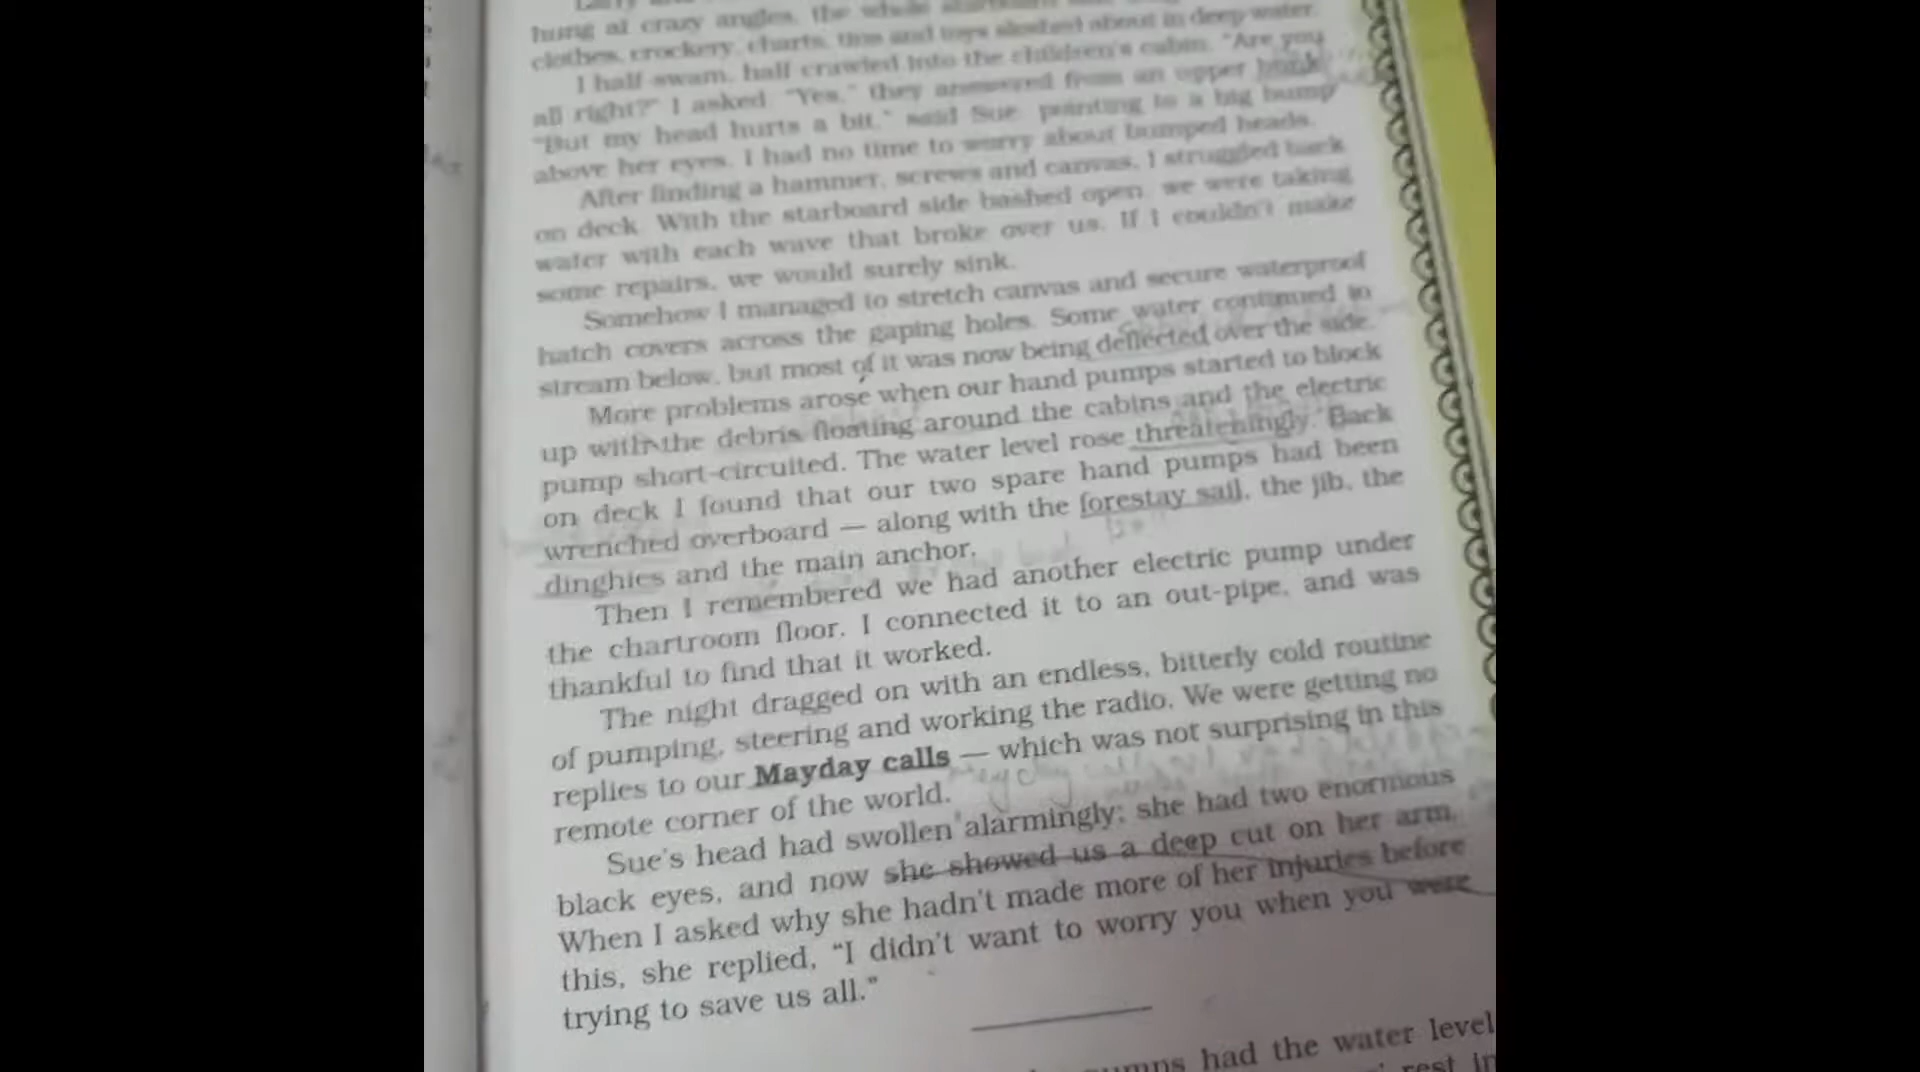 hung at crazy angles, the whole
clothes, crockery, charts, tins and toys sloshed about in deep water.
I half-swam, half-crawled into the children's cabin. "Are you
all right?" I asked. "Yes," they answered from an upper bunk.
"But my head hurts a bit," said Sue, pointing to a big bump
above her eyes. I had no time to worry about bumped heads.
After finding a hammer, screws and canvas, I struggled back
on deck. With the starboard side bashed open, we were taking
water with each wave that broke over us. If I couldn't make
some repairs, we would surely sink.
Somehow I managed to stretch canvas and secure waterproof
hatch covers across the gaping holes. Some water continued to
stream below, but most of it was now being deflected over the side.
More problems arose when our hand pumps started to block
up with the debris floating around the cabins and the electric
pump short-circuited. The water level rose threateningly. Back
on deck I found that our two spare hand pumps had been
wrenched overboard — along with the forestay sail, the jib, the
dinghies and the main anchor.
Then I remembered we had another electric pump under
the chartroom floor. I connected it to an out-pipe, and was
thankful to find that it worked.
The night dragged on with an endless, bitterly cold routine
of pumping, steering and working the radio. We were getting no
replies to our Mayday calls — which was not surprising in this
remote corner of the world.
Sue's head had swollen alarmingly; she had two enormous
black eyes, and now she showed us a deep cut on her arm.
When I asked why she hadn't made more of her injuries before
this, she replied, "I didn't want to worry you when you were
trying to save us all."
had the water level
rest in